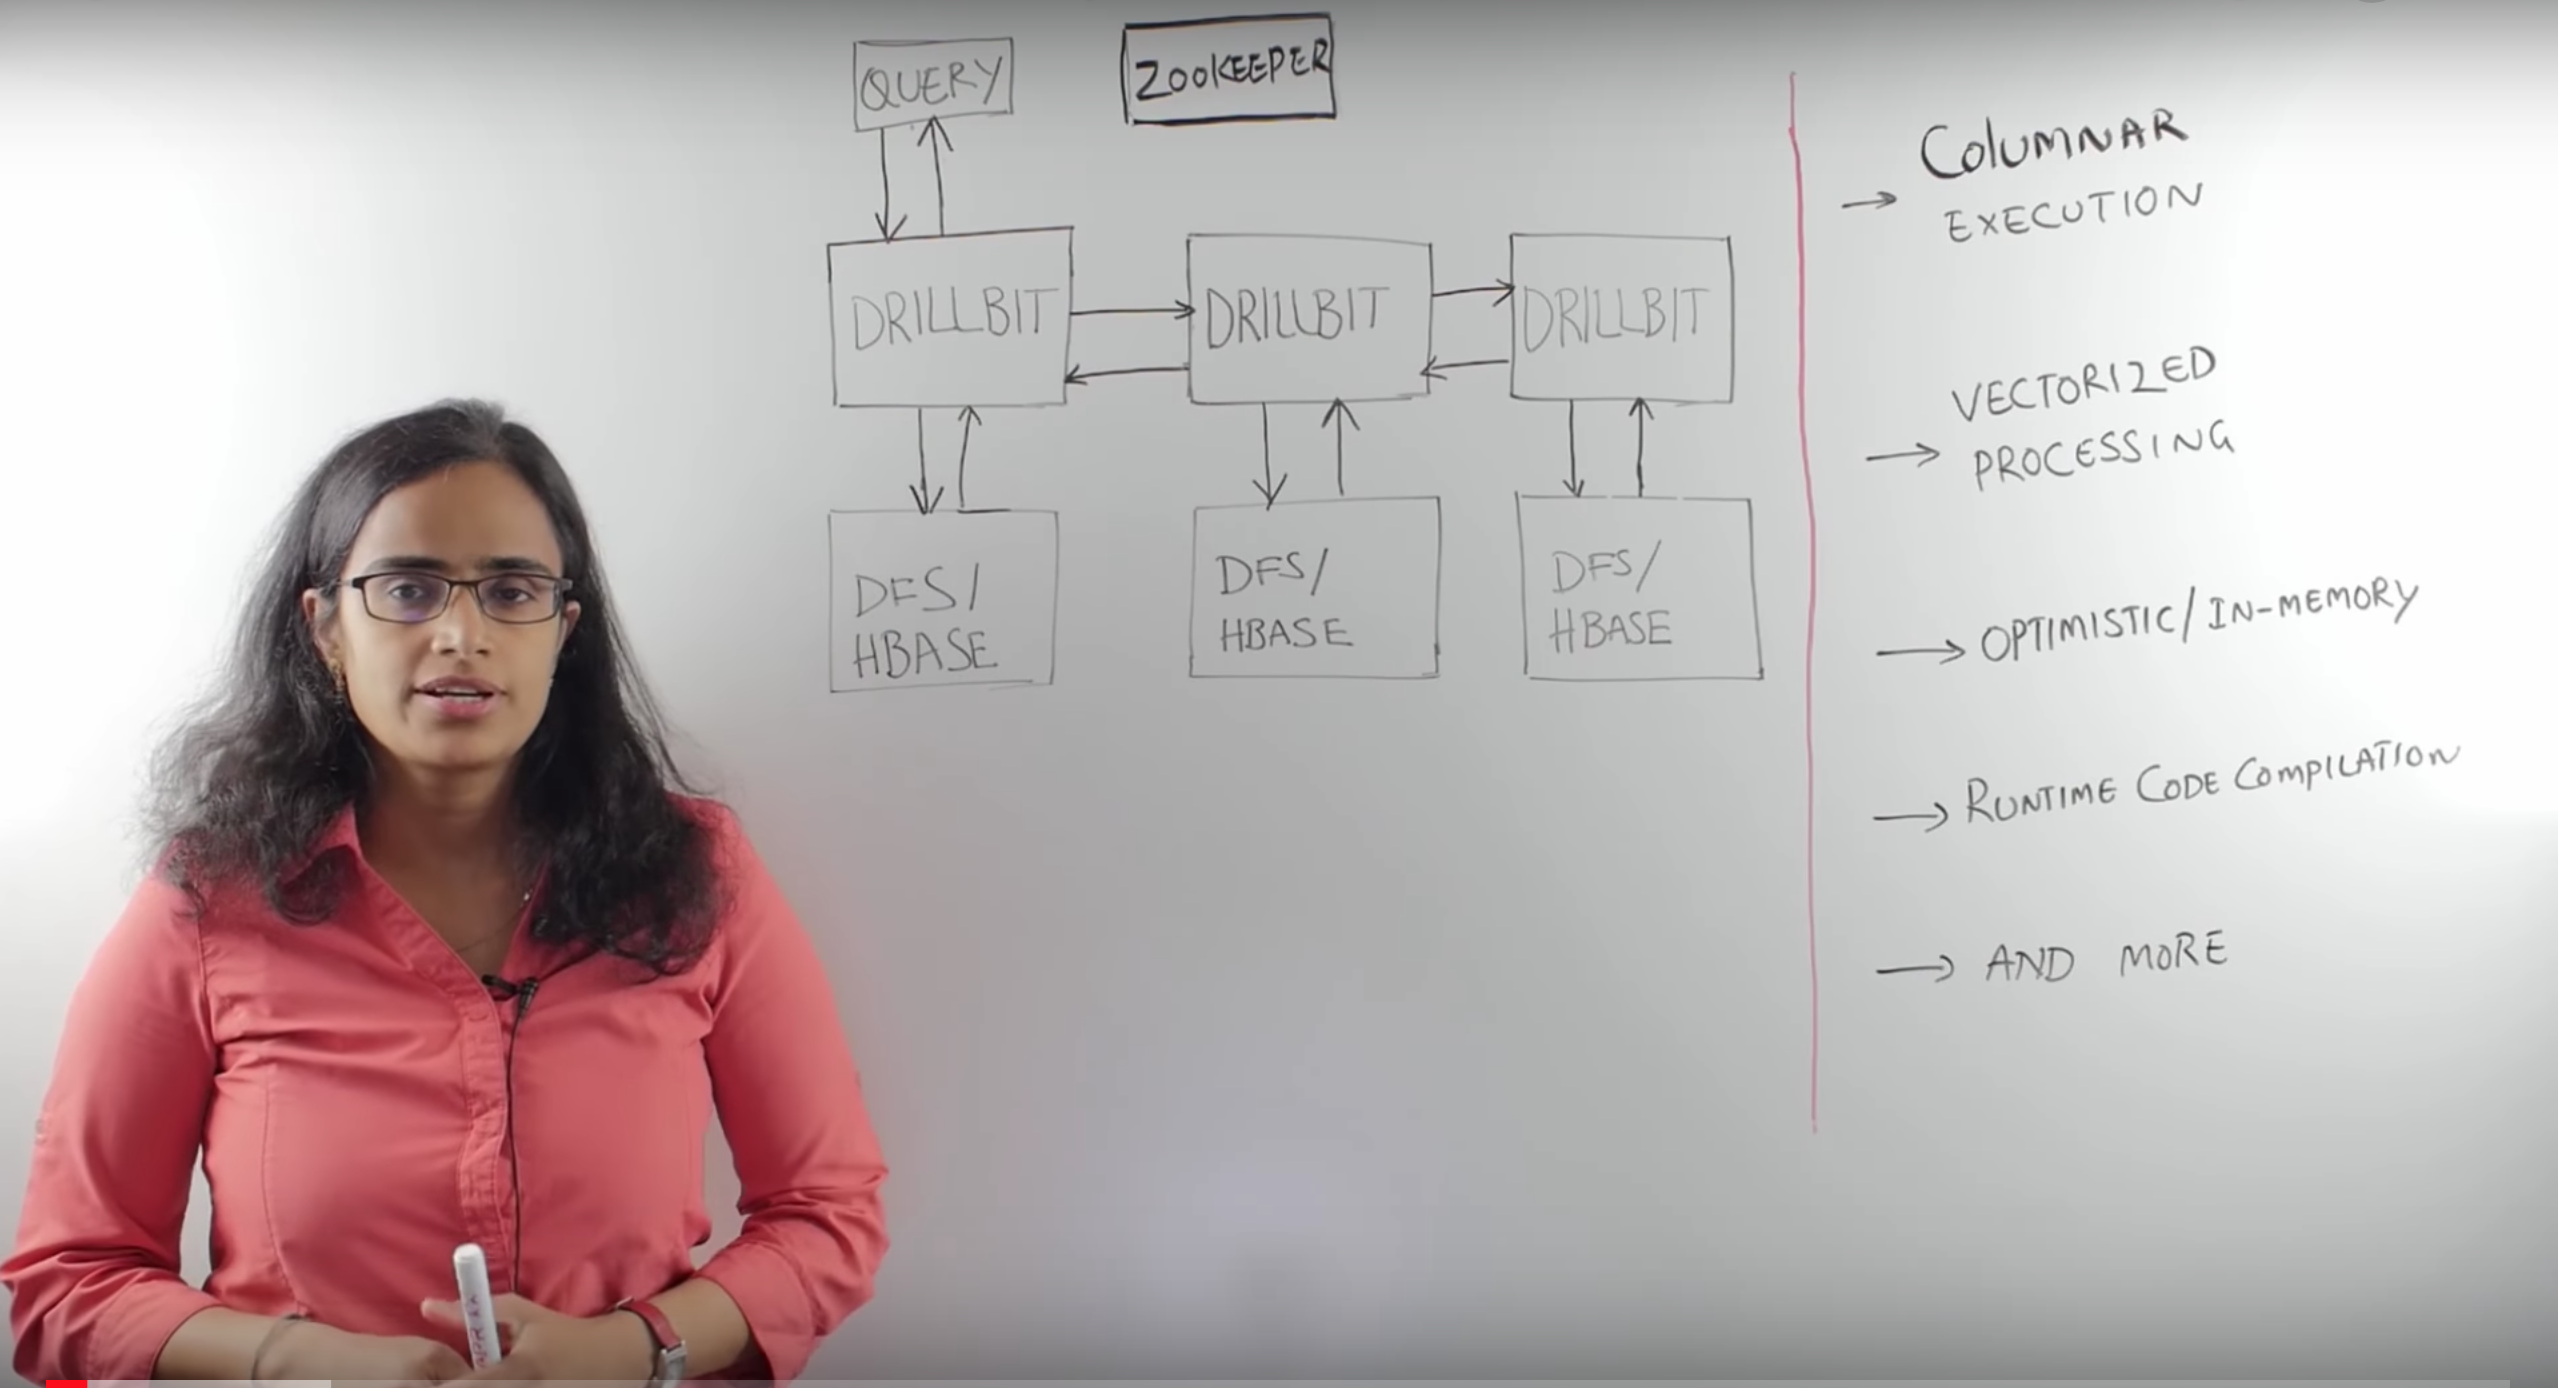 QUERY
ZOOKEEPER
DRILLBIT
DRILLBIT
DRILLBIT
DFS/
HBASE
DFS/
HBASE
DFS/
HBASE
→ COLUMNAR
EXECUTION
→ VECTORIZED
PROCESSING
→ OPTIMISTIC/IN-MEMORY
→ RUNTIME CODE COMPILATION
→ AND MORE